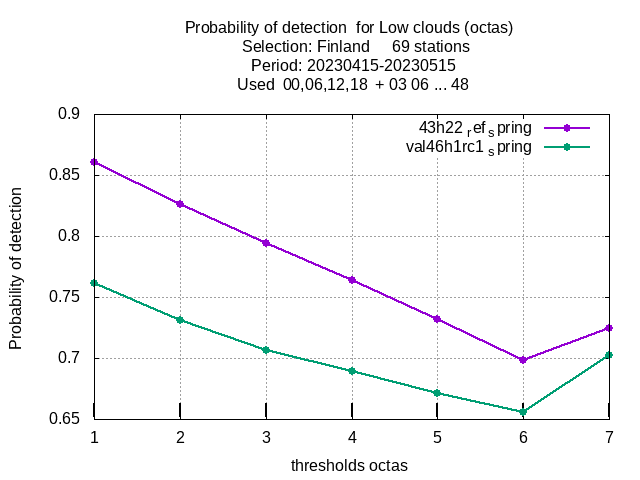 Probability of detection  for Low clouds (octas)
Selection: Finland     69 stations
Period: 20230415-20230515
Used  00,06,12,18  + 03 06 ... 48
43h22 ref spring
val46h1rc1 spring
0.9
0.85
0.8
0.75
0.7
0.65
Probability of detection
1 2 3 4 5 6 7
thresholds octas